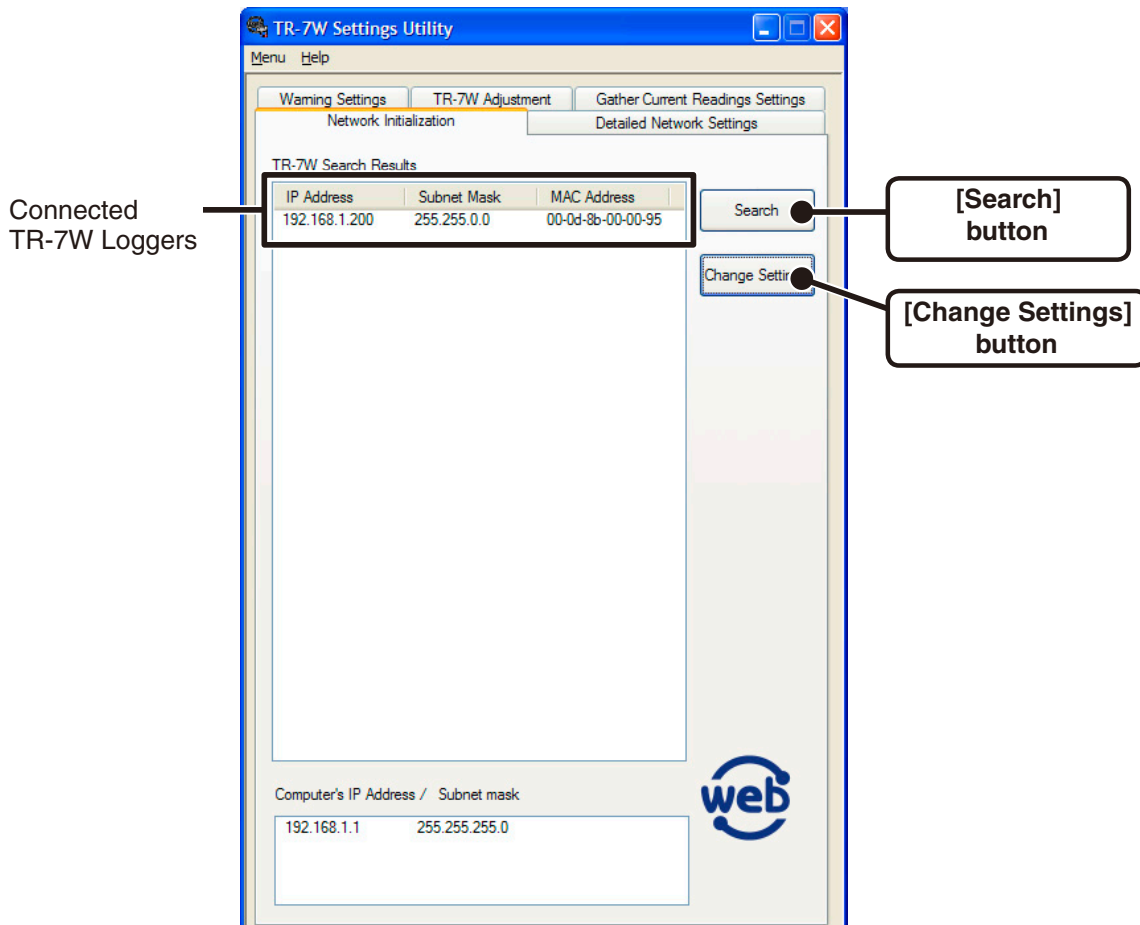 TR-7W Settings Utility
Menu Help
Warning Settings TR-7W Adjustment Gather Current Readings Settings
Network Initialization Detailed Network Settings
TR-7W Search Results
IP Address Subnet Mask MAC Address
192.168.1.200 255.255.0.0 00-0d-8b-00-00-95
Search
Change Settin
Connected
TR-7W Loggers
[Search]
button
[Change Settings]
button
web
Computer's IP Address / Subnet mask
192.168.1.1 255.255.255.0